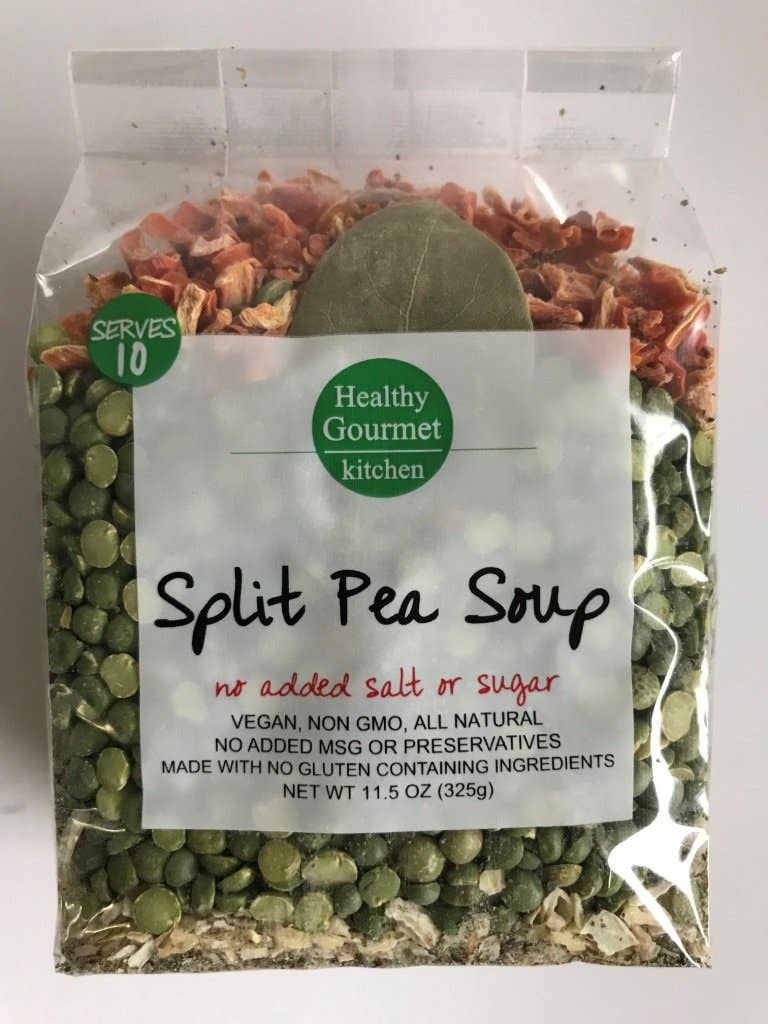 SERVES
10
Healthy
Gourmet
kitchen
Split Pea Soup
no added salt or sugar
VEGAN, NON GMO, ALL NATURAL
NO ADDED MSG OR PRESERVATIVES
MADE WITH NO GLUTEN CONTAINING INGREDIENTS
NET WT 11.5 OZ (325g)